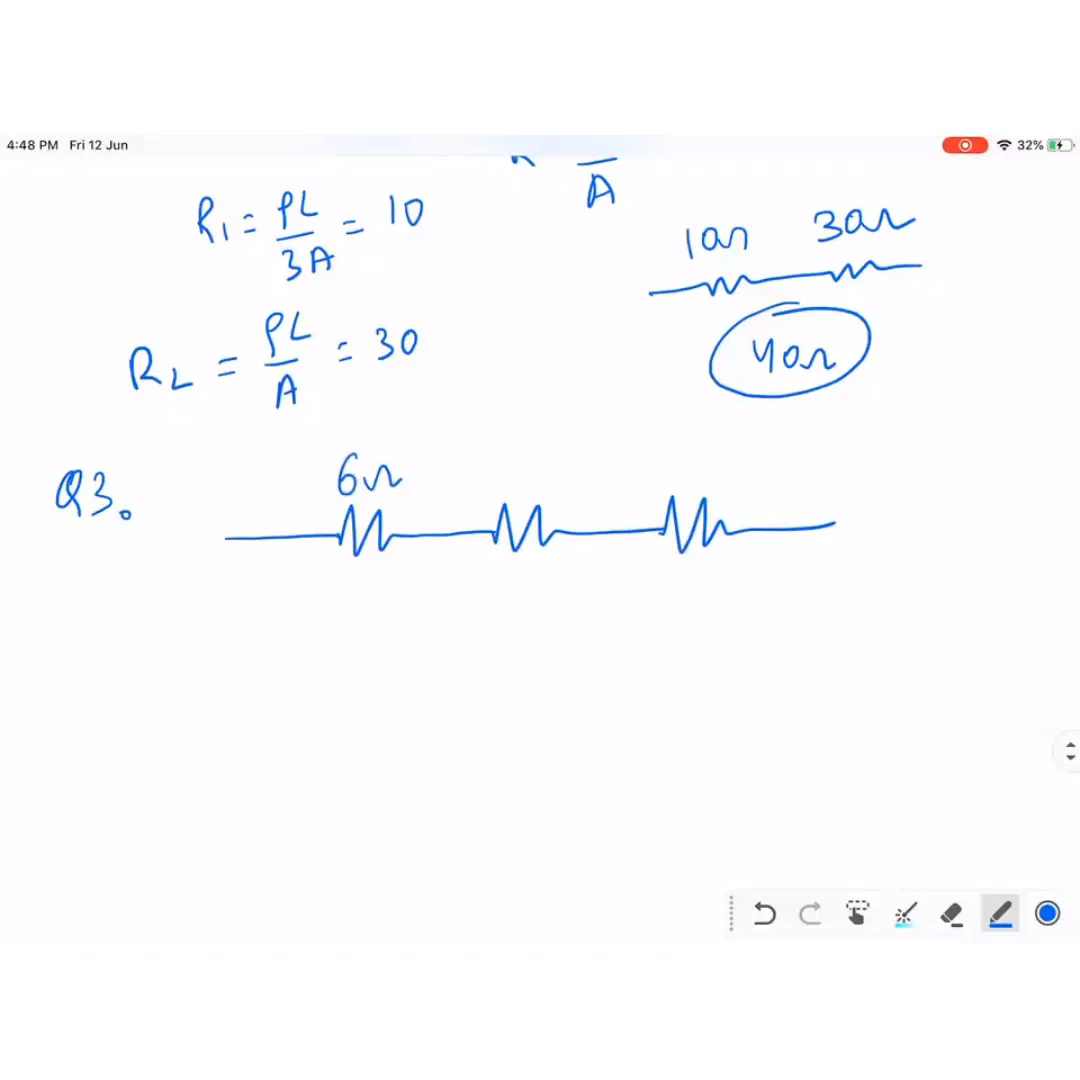 4:48 PM Fri 12 Jun
32%
A
R1 = ρL/3A = 10
10Ω 30Ω
R2 = ρL/A = 30
40Ω
Q3.
6Ω